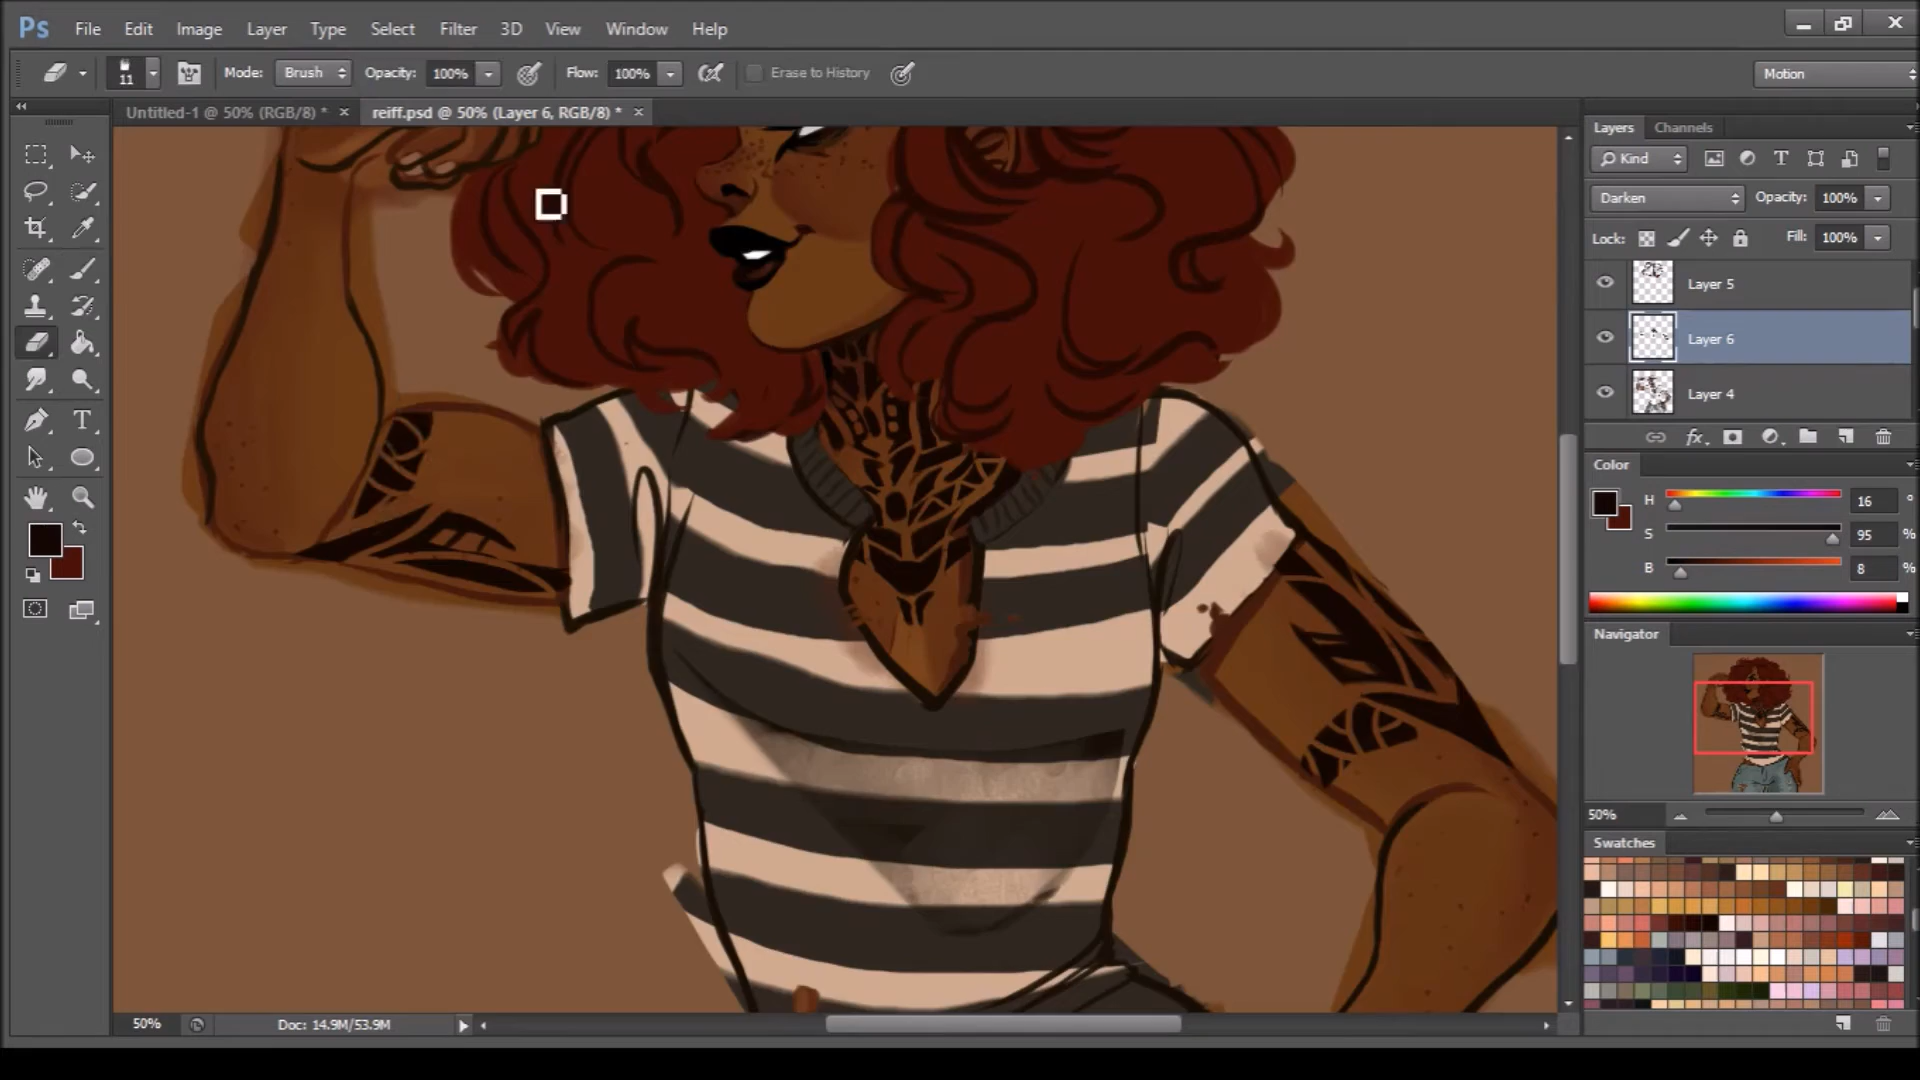 Ps File Edit Image Layer Type Select Filter 3D View Window Help
11 Mode: Brush Opacity: 100% Flow: 100% Erase to History Motion
Untitled-1 @ 50% (RGB/8) * × reiff.psd @ 50% (Layer 6, RGB/8) * ×
Layers Channels
Kind
Darken Opacity: 100%
Lock: Fill: 100%
Layer 5
Layer 6
Layer 4
Color
H 16 °
S 95 %
B 8 %
Navigator
50%
Swatches
50% Doc: 14.9M/53.9M